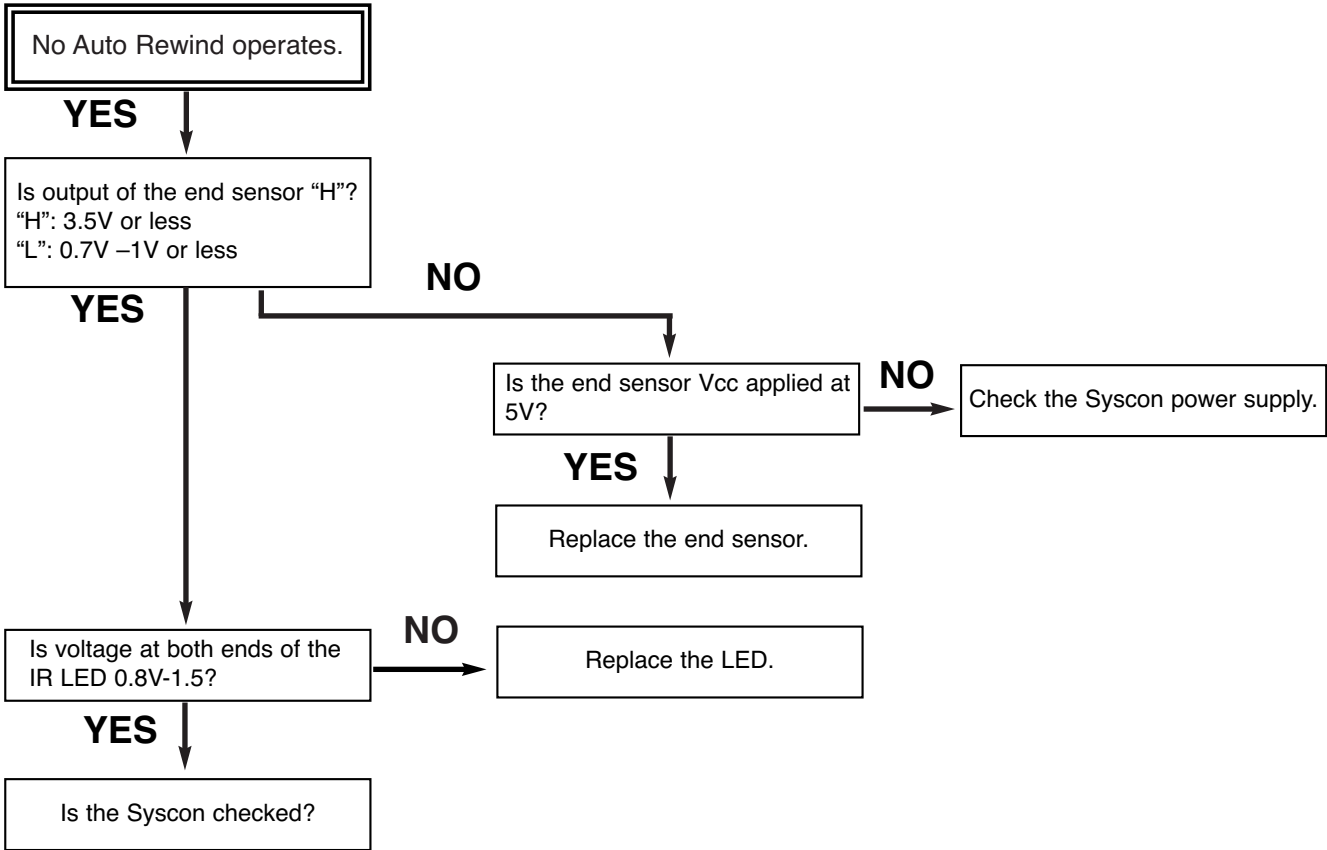 No Auto Rewind operates.
YES
Is output of the end sensor “H”?
“H”: 3.5V or less
“L”: 0.7V –1V or less
NO
YES
Is the end sensor Vcc applied at
5V?
NO
Check the Syscon power supply.
YES
Replace the end sensor.
Is voltage at both ends of the
IR LED 0.8V-1.5?
NO
Replace the LED.
YES
Is the Syscon checked?